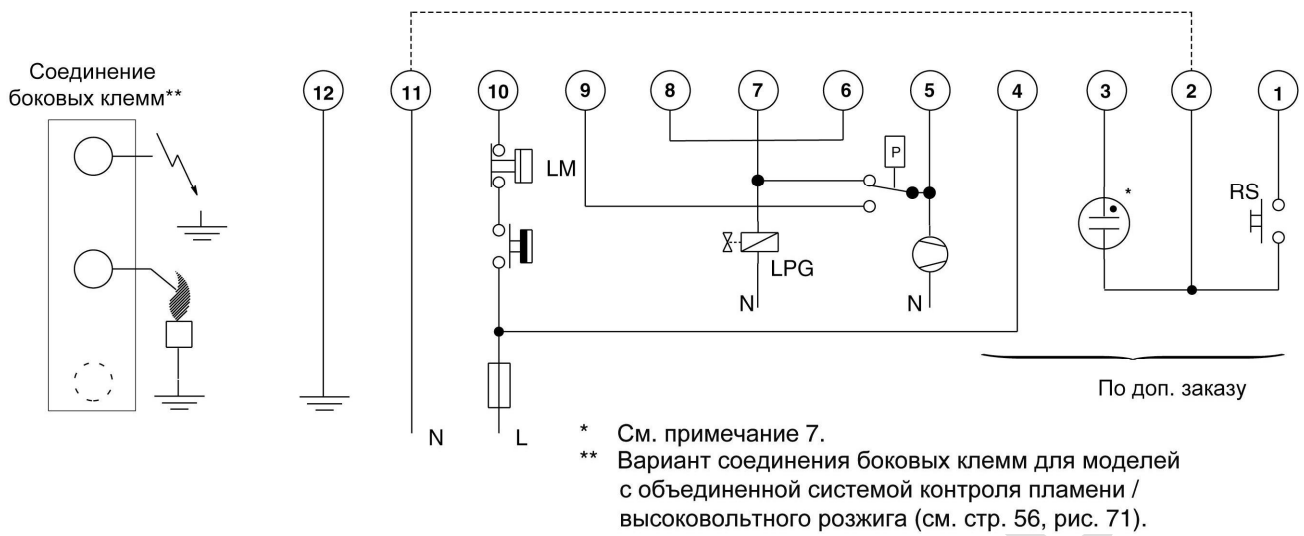 Соединение
боковых клемм**
12 11 10 9 8 7 6 5 4 3 2 1
P
LM
*
RS
LPG
N N
По доп. заказу
N L
* См. примечание 7.
** Вариант соединения боковых клемм для моделей
с объединенной системой контроля пламени /
высоковольтного розжига (см. стр. 56, рис. 71).